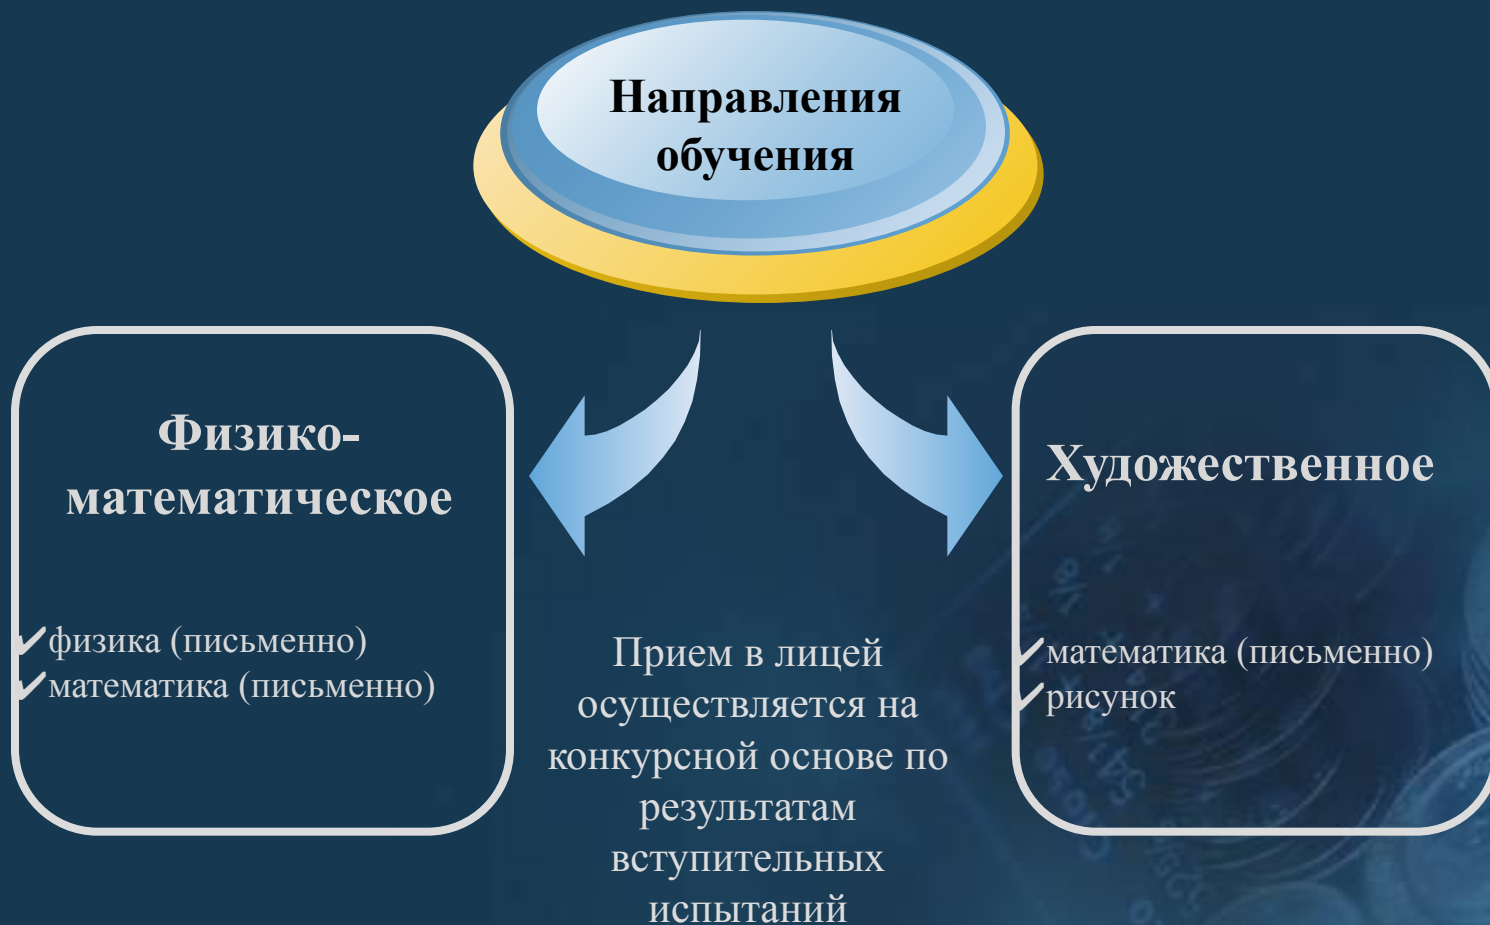 Направления
обучения
Физико-
математическое
✔физика (письменно)
✔математика (письменно)
Прием в лицей
осуществляется на
конкурсной основе по
результатам
вступительных
испытаний
Художественное
✔математика (письменно)
✔рисунок